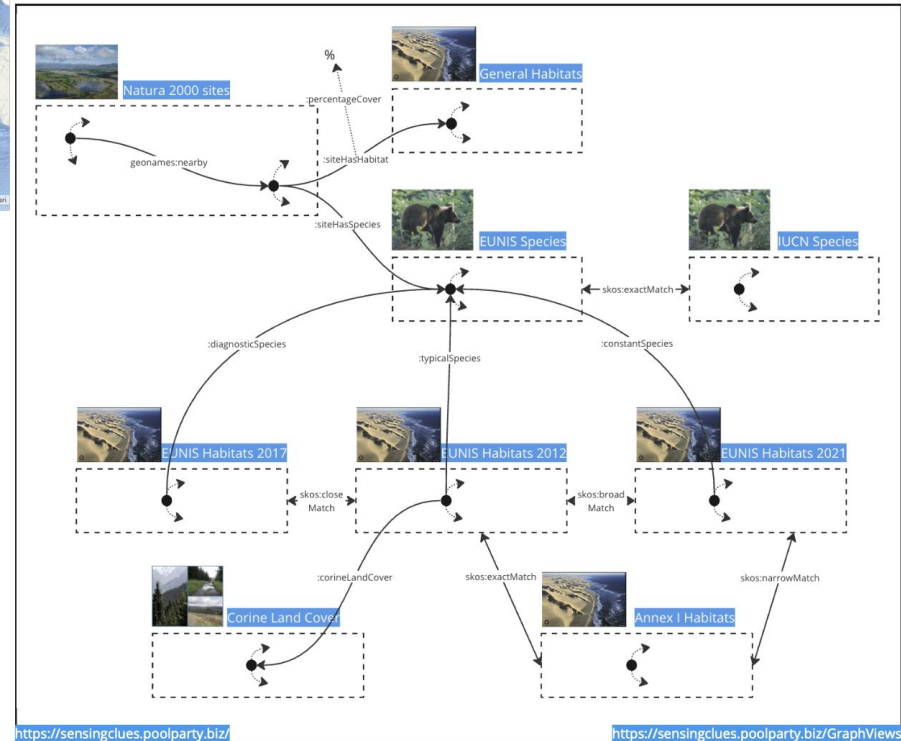 %
General Habitats
Natura 2000 sites
:percentageCover
geonames:nearby
:siteHasHabitat
:siteHasSpecies
EUNIS Species
IUCN Species
skos:exactMatch
:diagnosticSpecies
:constantSpecies
:typicalSpecies
EUNIS Habitats 2017
EUNIS Habitats 2012
EUNIS Habitats 2021
skos:close
Match
skos:broad
Match
:corineLandCover
skos:exactMatch
skos:narrowMatch
Corine Land Cover
Annex I Habitats
https://sensingclues.poolparty.biz/
https://sensingclues.poolparty.biz/GraphViews